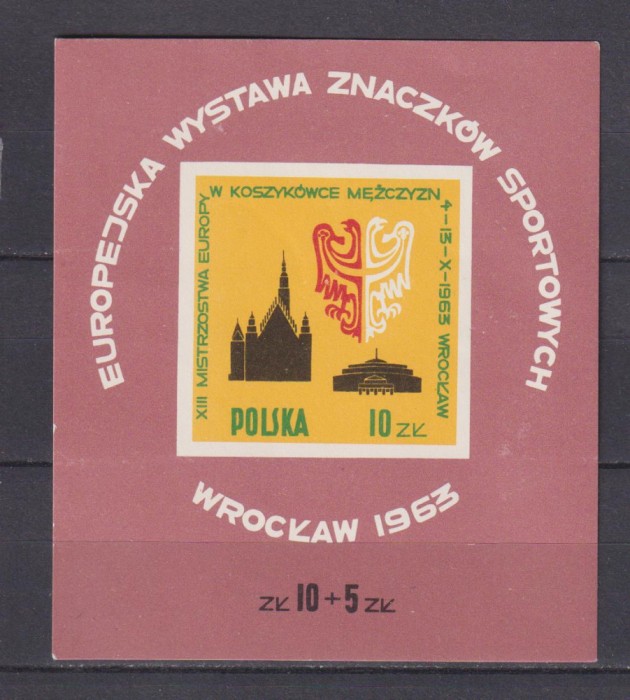 EUROPEJSKA WYSTAWA ZNACZKÓW SPORTOWYCH
XIII MISTRZOSTWA EUROPY
W KOSZYKÓWCE MĘŻCZYZN
4-13-X-1963 WROCŁAW
POLSKA 10 ZŁ
WROCŁAW 1963
ZŁ 10+5 ZŁ